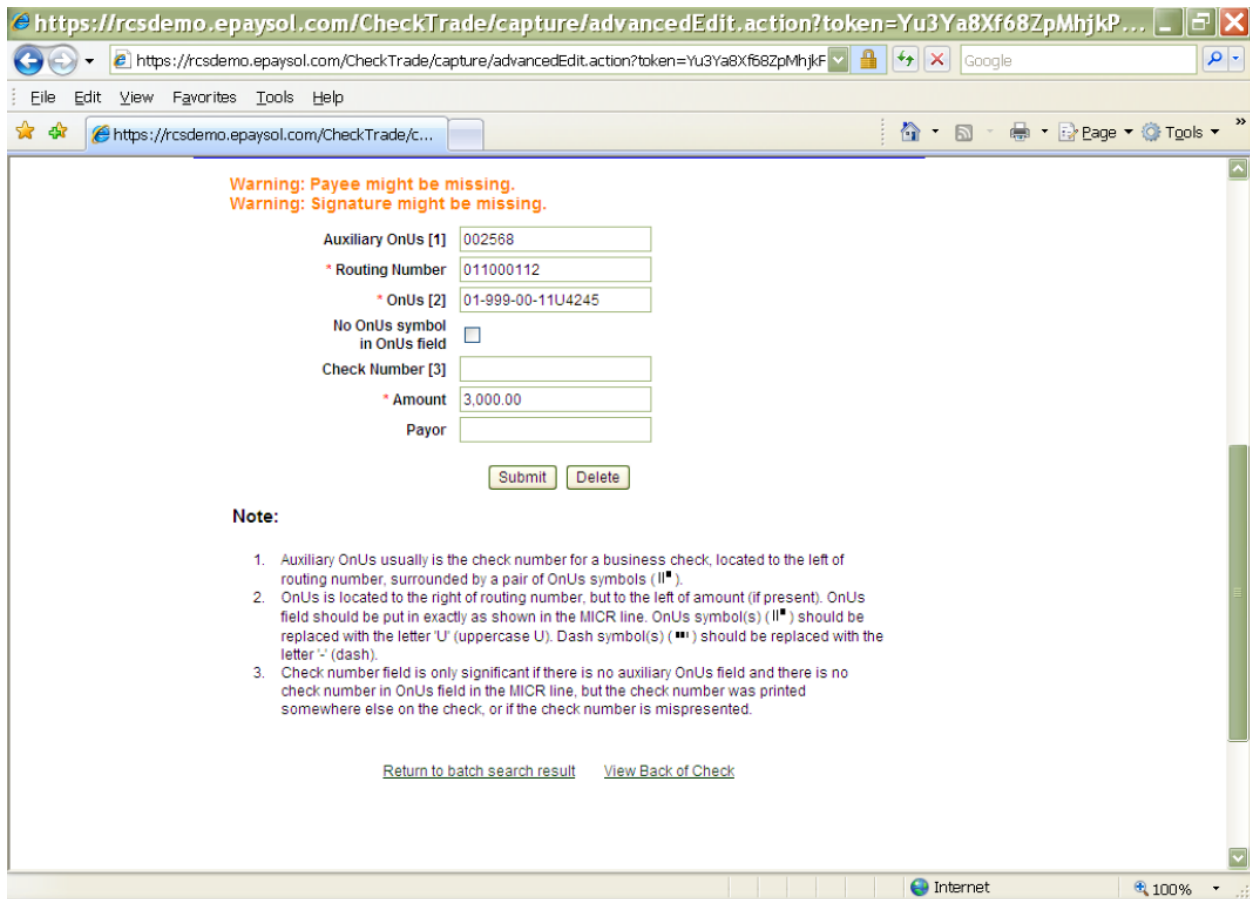 https://rcsdemo.epaysol.com/CheckTrade/capture/advancedEdit.action?token=Yu3Ya8Xf68ZpMhjkP...
https://rcsdemo.epaysol.com/CheckTrade/capture/advancedEdit.action?token=Yu3Ya8Xf68ZpMhjkF
Google
File Edit View Favorites Tools Help
https://rcsdemo.epaysol.com/CheckTrade/c...
Page Tools »
Warning: Payee might be missing.
Warning: Signature might be missing.
Auxiliary OnUs [1] 002568
* Routing Number 011000112
* OnUs [2] 01-999-00-11U4245
No OnUs symbol
in OnUs field
Check Number [3]
* Amount 3,000.00
Payor
Submit Delete
Note:
1. Auxiliary OnUs usually is the check number for a business check, located to the left of
routing number, surrounded by a pair of OnUs symbols (⑈).
2. OnUs is located to the right of routing number, but to the left of amount (if present). OnUs
field should be put in exactly as shown in the MICR line. OnUs symbol(s) (⑈) should be
replaced with the letter 'U' (uppercase U). Dash symbol(s) (⑉) should be replaced with the
letter '-' (dash).
3. Check number field is only significant if there is no auxiliary OnUs field and there is no
check number in OnUs field in the MICR line, but the check number was printed
somewhere else on the check, or if the check number is mispresented.
Return to batch search result View Back of Check
Internet 100%